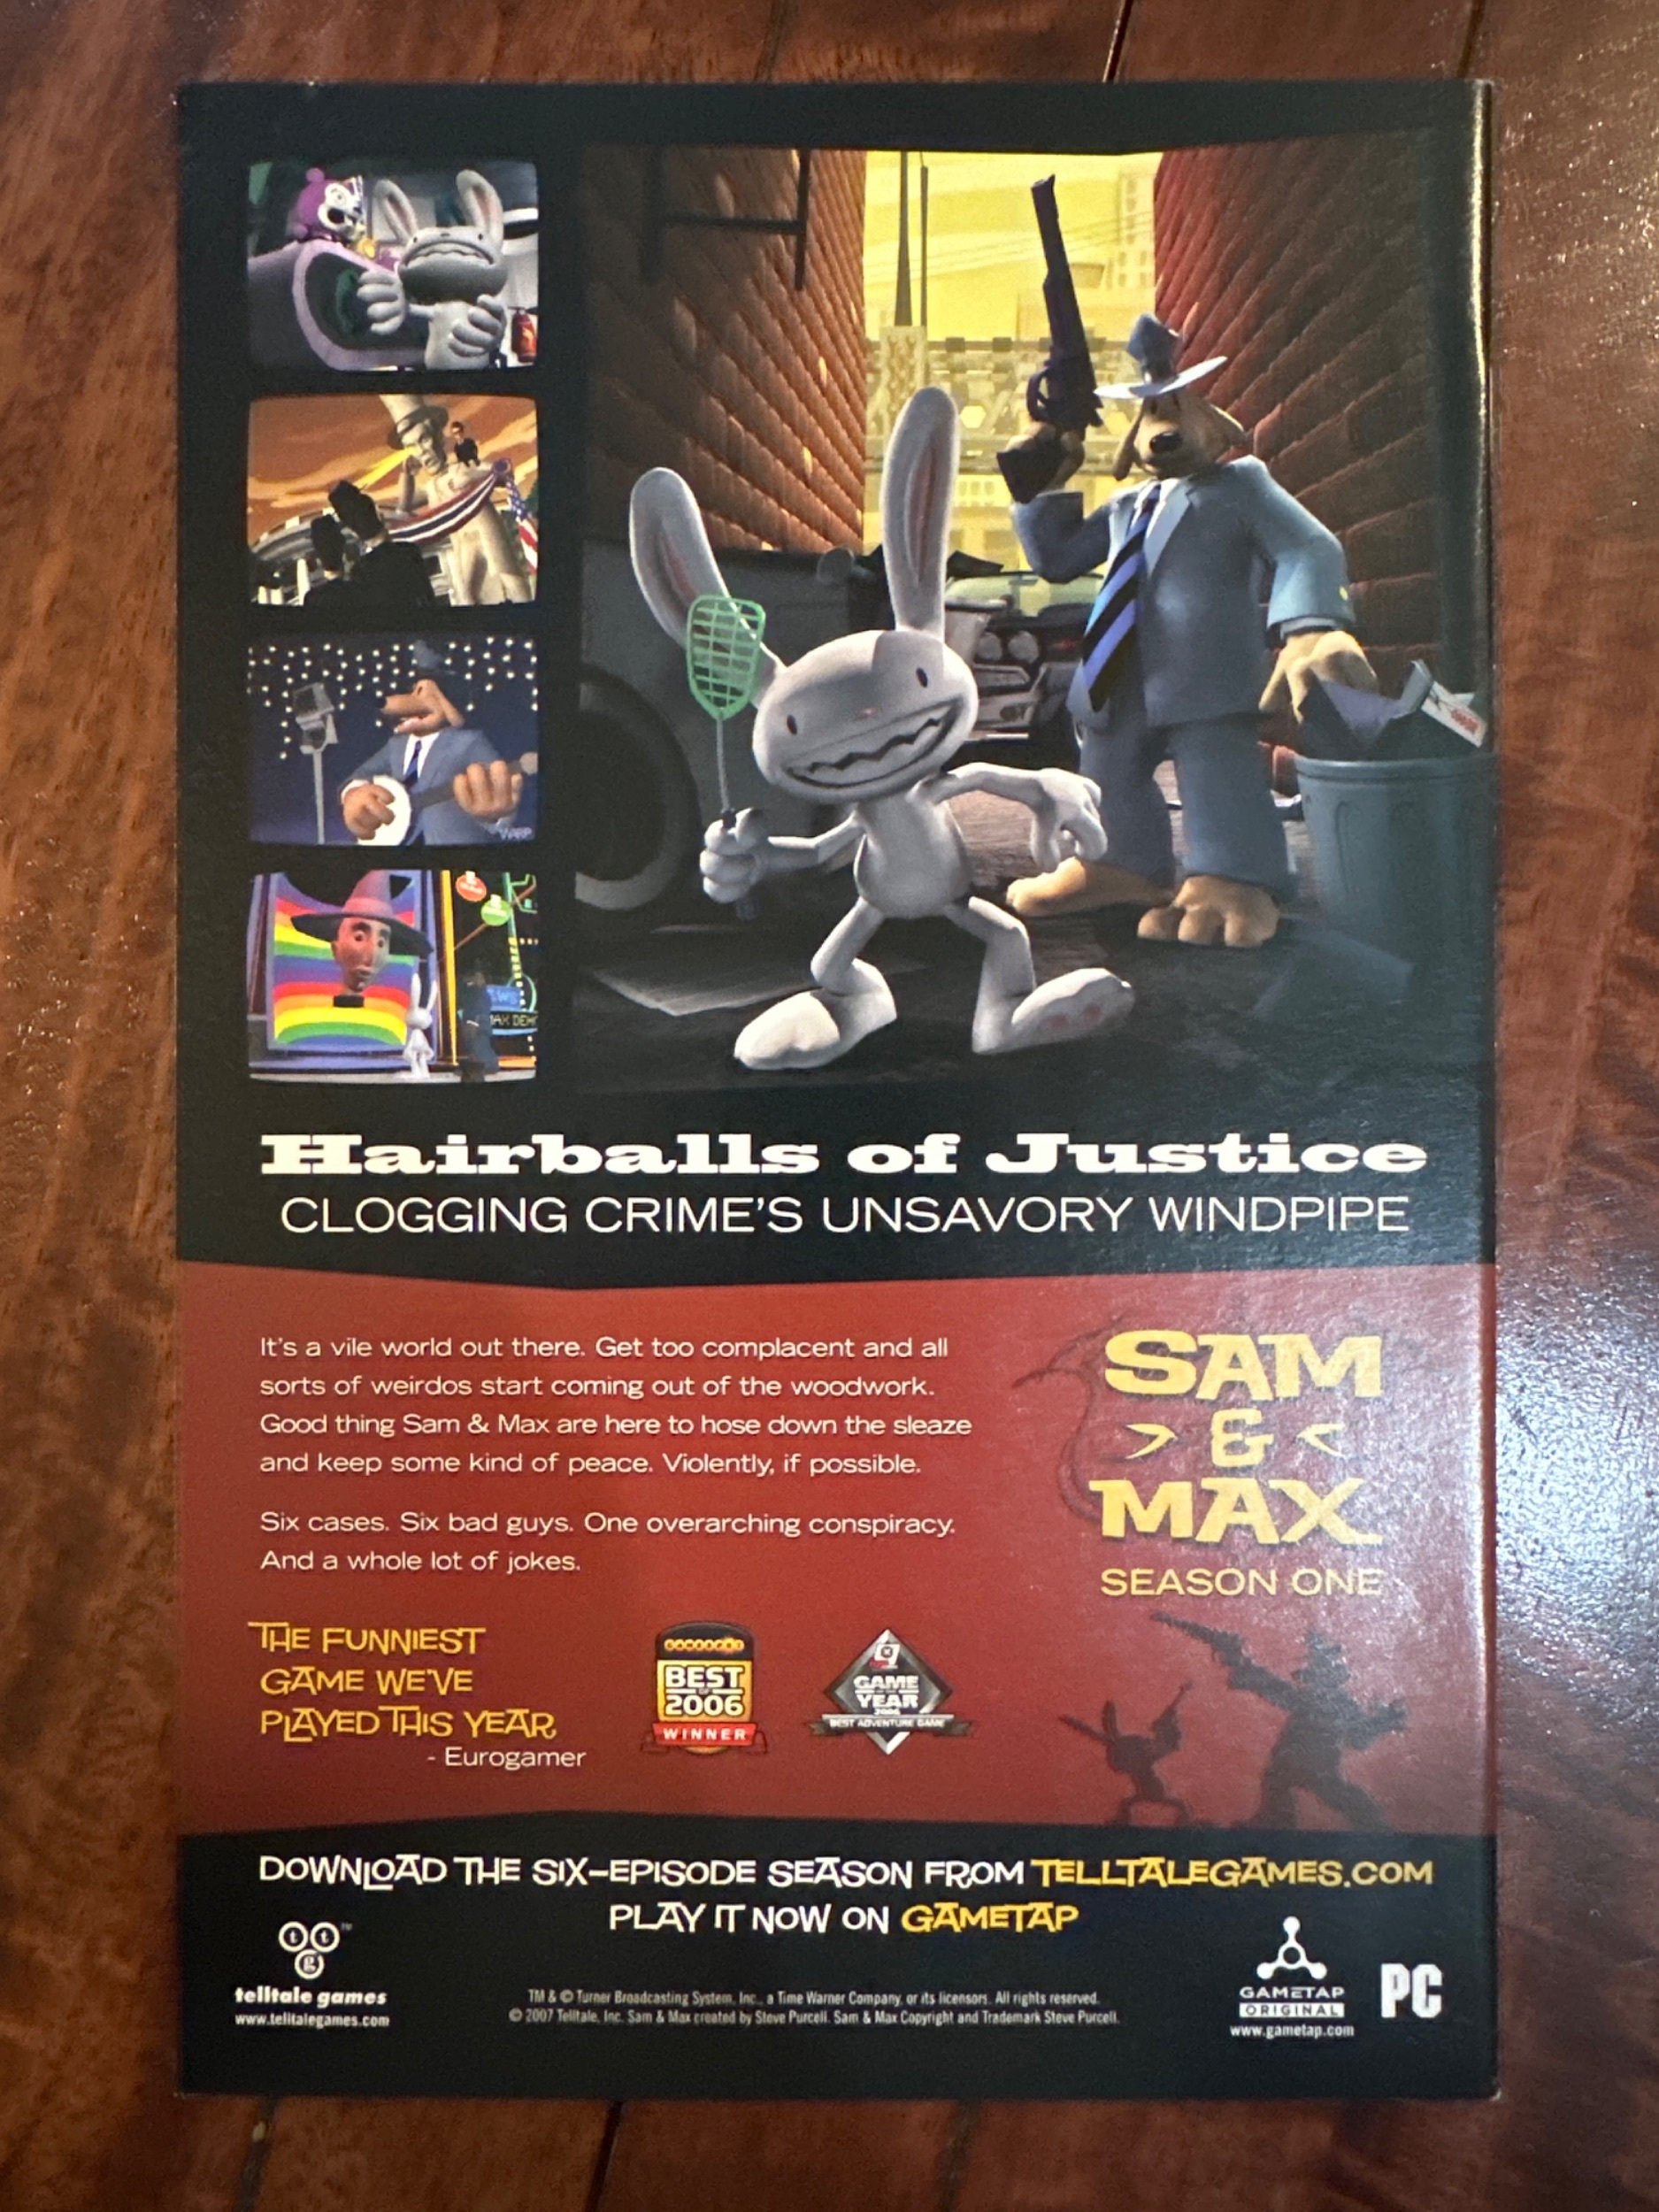 WARP
Hairballs of Justice
CLOGGING CRIME'S UNSAVORY WINDPIPE
It's a vile world out there. Get too complacent and all
sorts of weirdos start coming out of the woodwork.
Good thing Sam & Max are here to hose down the sleaze
and keep some kind of peace. Violently, if possible.
Six cases. Six bad guys. One overarching conspiracy.
And a whole lot of jokes.
SAM
&
MAX
SEASON ONE
THE FUNNIEST
GAME WE'VE
PLAYED THIS YEAR
- Eurogamer
GAMESPOT
BEST
OF
2006
WINNER
GAME
OF THE
YEAR
2006
BEST ADVENTURE GAME
DOWNLOAD THE SIX-EPISODE SEASON FROM TELLTALEGAMES.COM
PLAY IT NOW ON GAMETAP
ttg™
telltale games
www.telltalegames.com
TM & © Turner Broadcasting System, Inc., a Time Warner Company, or its licensors. All rights reserved.
© 2007 Telltale, Inc. Sam & Max created by Steve Purcell. Sam & Max Copyright and Trademark Steve Purcell.
GAMETAP
ORIGINAL
www.gametap.com
PC